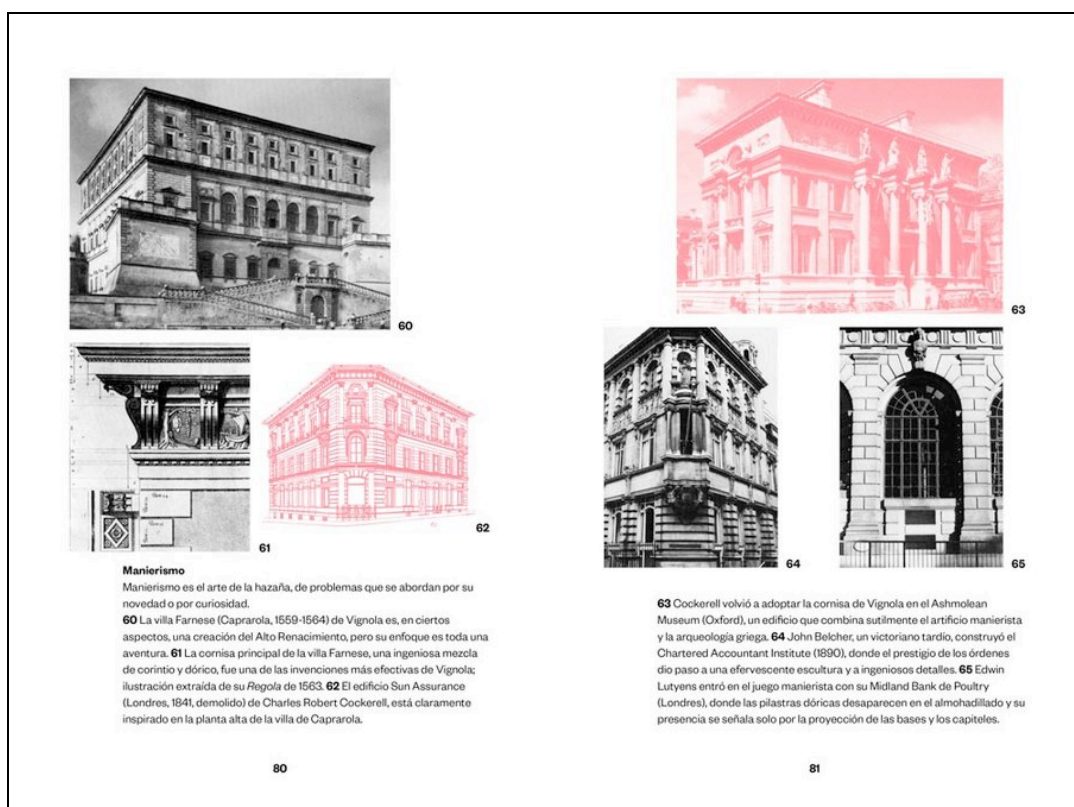 60
61
62
Manierismo
Manierismo es el arte de la hazaña, de problemas que se abordan por su
novedad o por curiosidad.
60 La villa Farnese (Caprarola, 1559-1564) de Vignola es, en ciertos
aspectos, una creación del Alto Renacimiento, pero su enfoque es toda una
aventura. 61 La cornisa principal de la villa Farnese, una ingeniosa mezcla
de corintio y dórico, fue una de las invenciones más efectivas de Vignola;
ilustración extraída de su Regola de 1563. 62 El edificio Sun Assurance
(Londres, 1841, demolido) de Charles Robert Cockerell, está claramente
inspirado en la planta alta de la villa de Caprarola.
80
63
64
65
63 Cockerell volvió a adoptar la cornisa de Vignola en el Ashmolean
Museum (Oxford), un edificio que combina sutilmente el artificio manierista
y la arqueología griega. 64 John Belcher, un victoriano tardío, construyó el
Chartered Accountant Institute (1890), donde el prestigio de los órdenes
dio paso a una efervescente escultura y a ingeniosos detalles. 65 Edwin
Lutyens entró en el juego manierista con su Midland Bank de Poultry
(Londres), donde las pilastras dóricas desaparecen en el almohadillado y su
presencia se señala solo por la proyección de las bases y los capiteles.
81